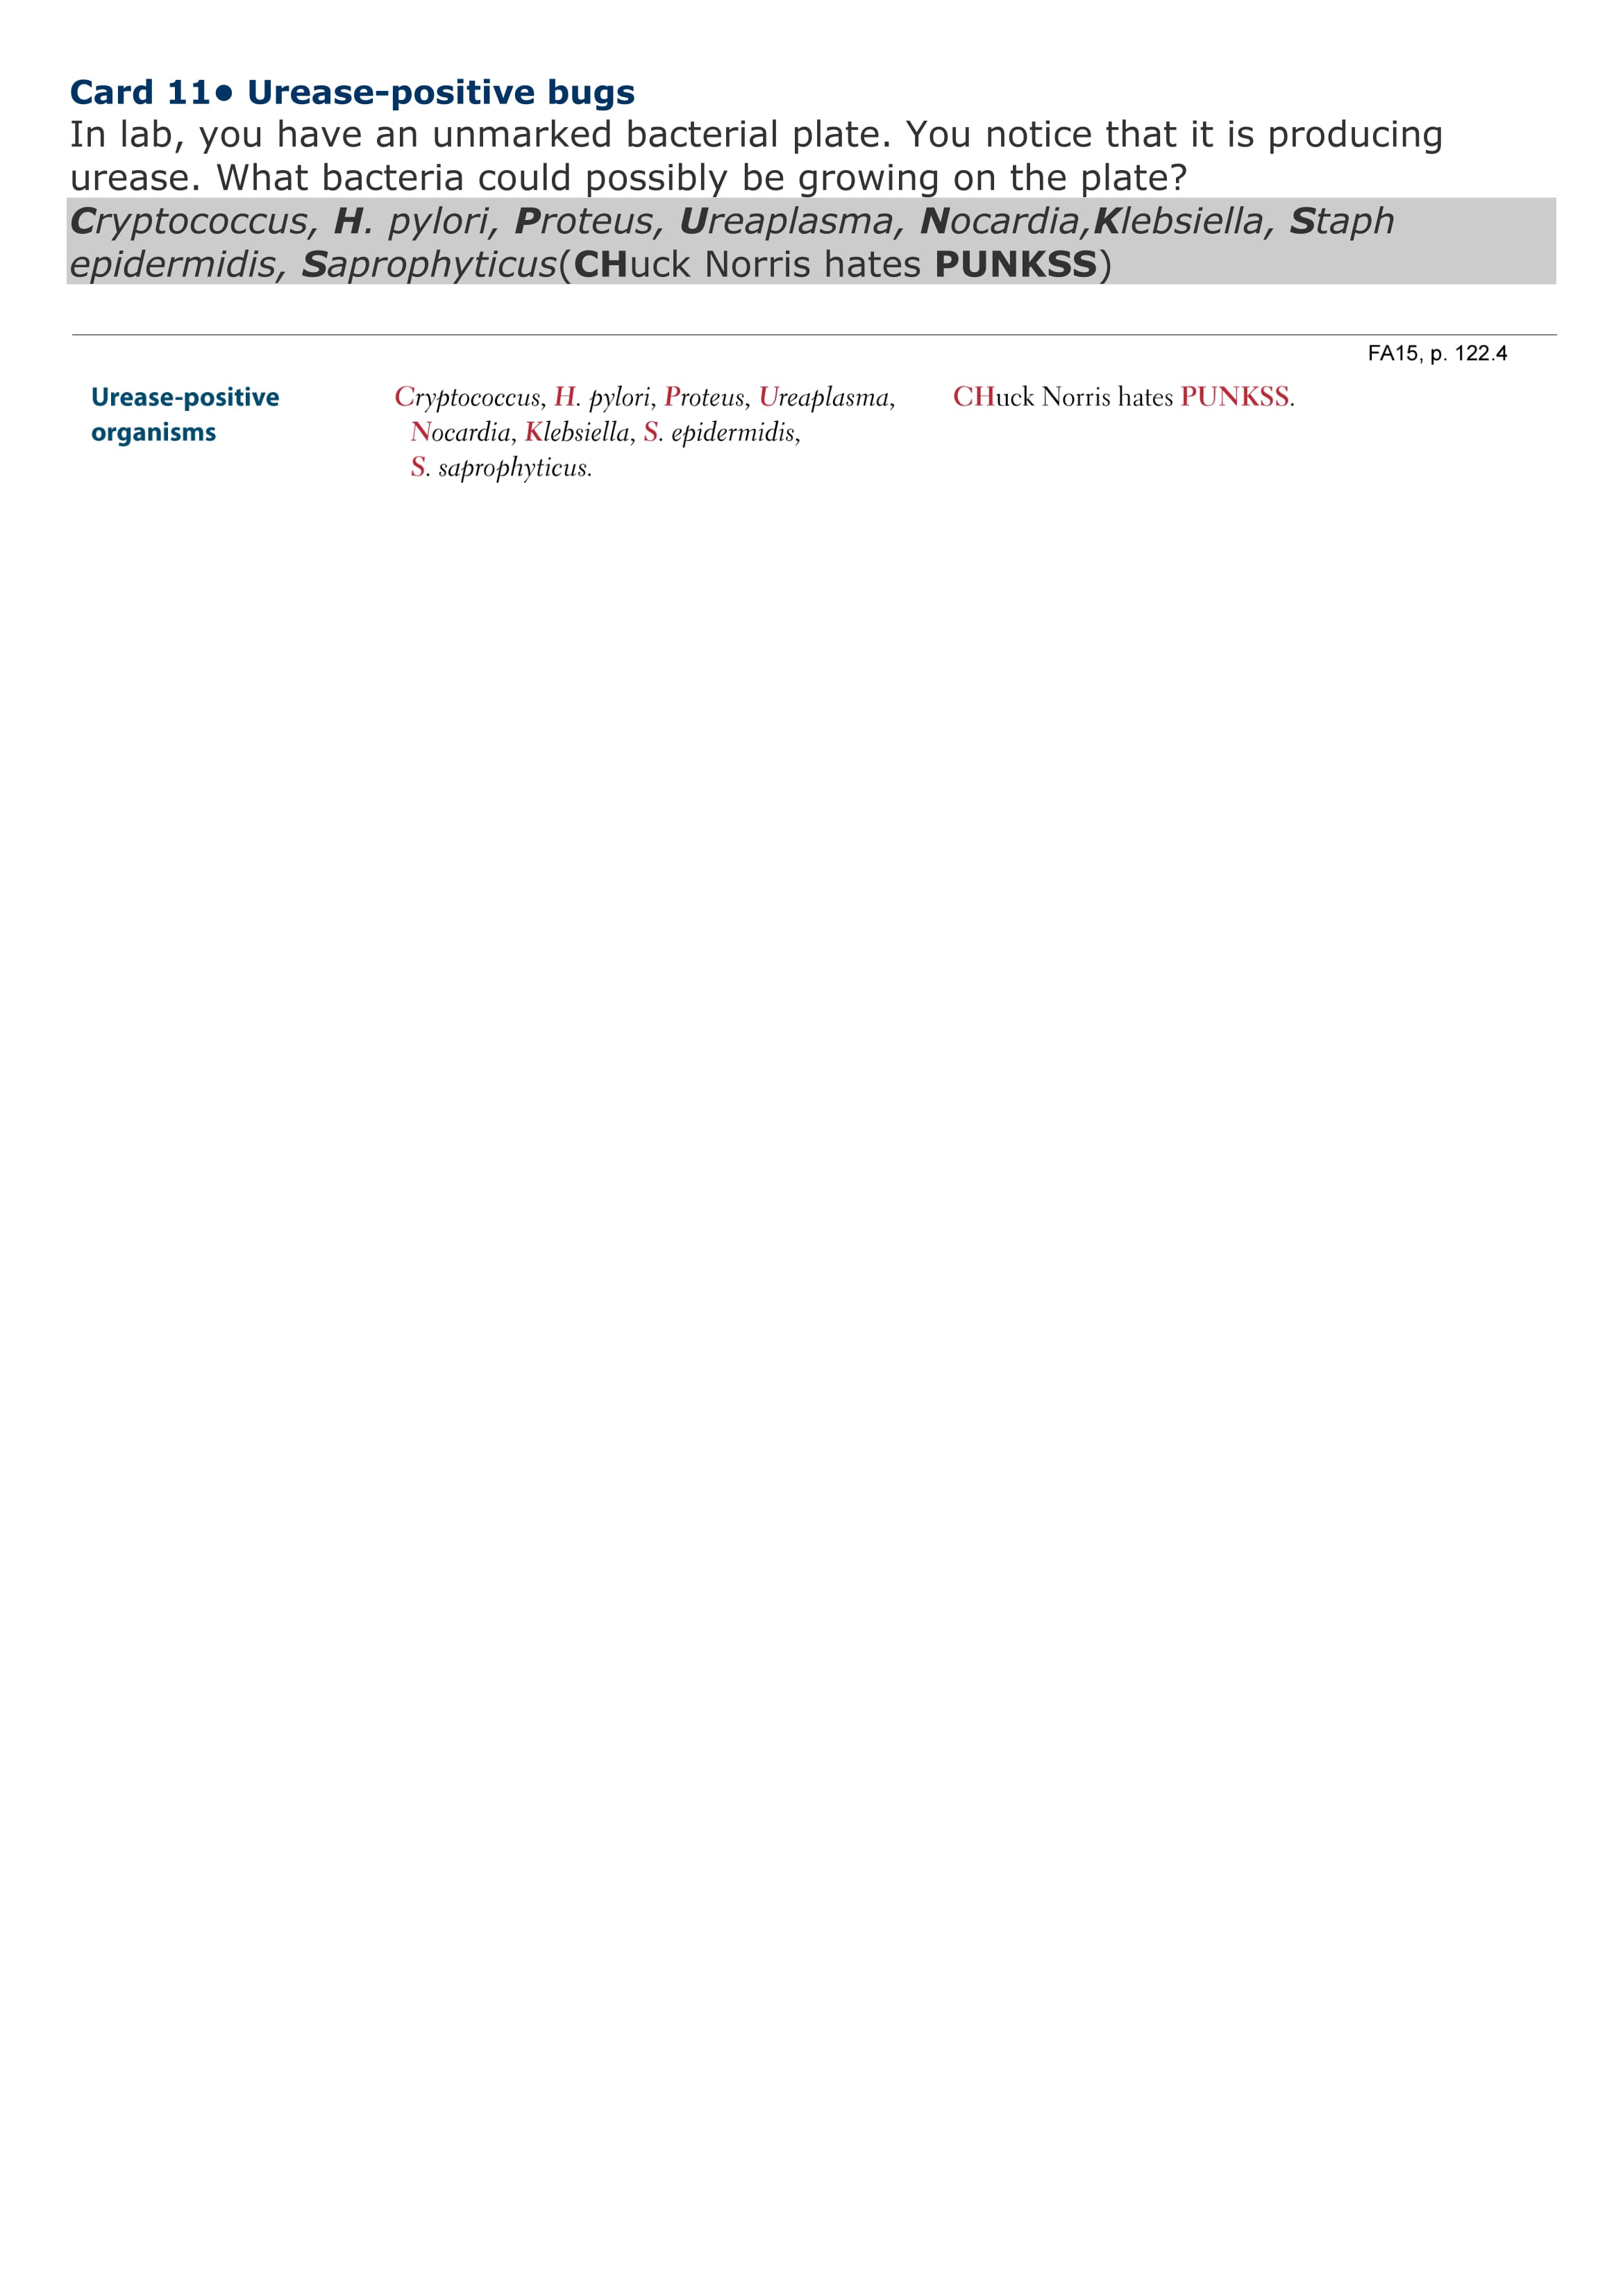 Card 11● Urease-positive bugs
In lab, you have an unmarked bacterial plate. You notice that it is producing
urease. What bacteria could possibly be growing on the plate?
Cryptococcus, H. pylori, Proteus, Ureaplasma, Nocardia,Klebsiella, Staph
epidermidis, Saprophyticus(CHuck Norris hates PUNKSS)
FA15, p. 122.4
Urease-positive
organisms
Cryptococcus, H. pylori, Proteus, Ureaplasma,
Nocardia, Klebsiella, S. epidermidis,
S. saprophyticus.
CHuck Norris hates PUNKSS.